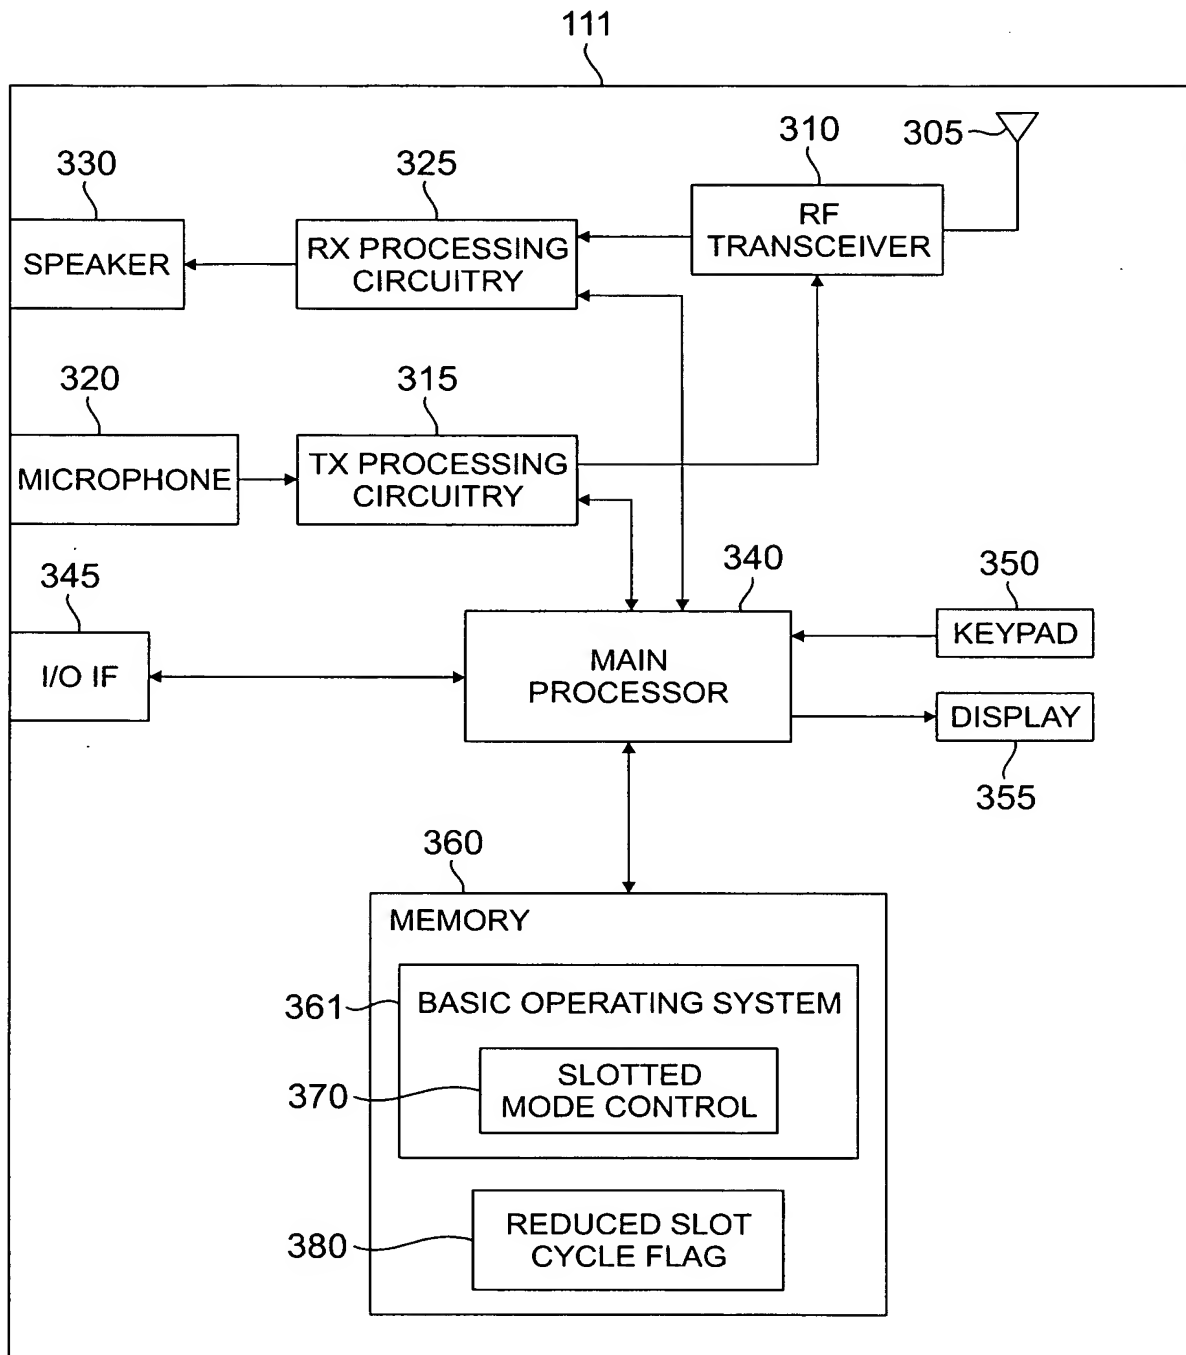 111
305
310
RF
TRANSCEIVER
325
RX PROCESSING
CIRCUITRY
330
SPEAKER
320
MICROPHONE
315
TX PROCESSING
CIRCUITRY
345
I/O IF
340
MAIN
PROCESSOR
350
KEYPAD
DISPLAY
355
360
MEMORY
361
BASIC OPERATING SYSTEM
370
SLOTTED
MODE CONTROL
380
REDUCED SLOT
CYCLE FLAG